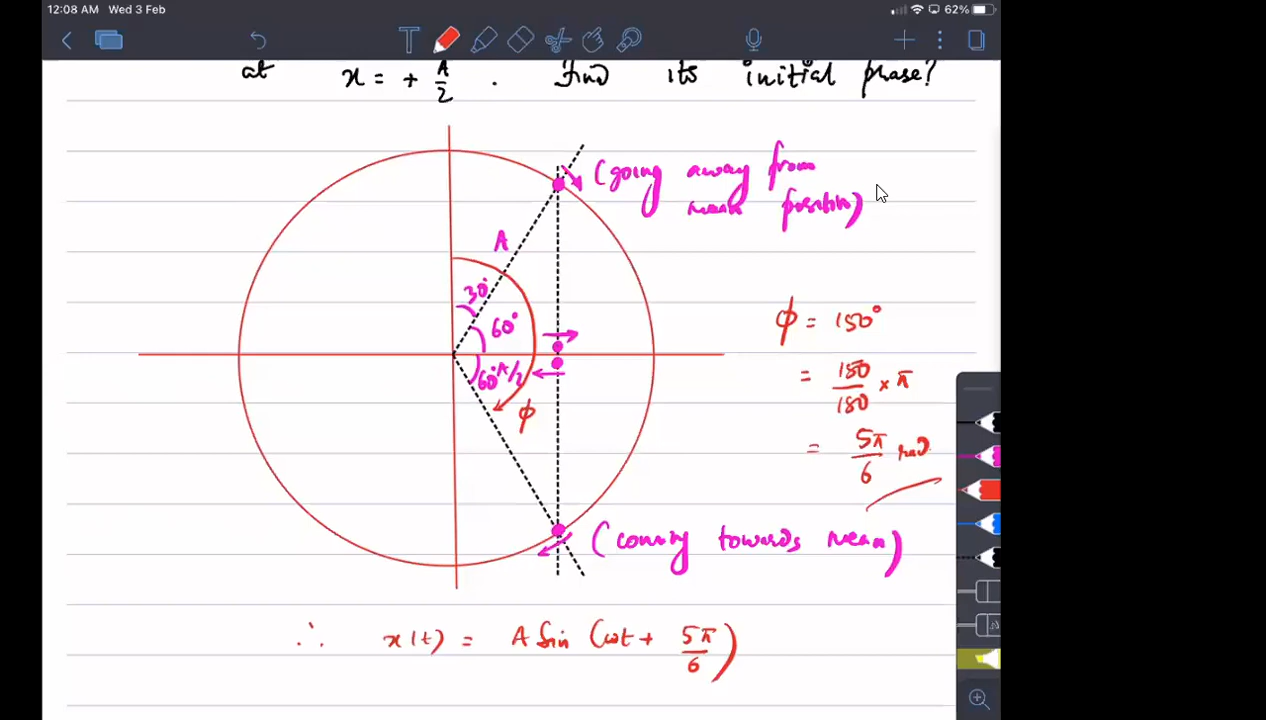 12:08 AM Wed 3 Feb
62%
T
at x = + A/2 . Find its initial phase?
(going away from
mean position)
A
30°
60°
60°
A/2
ϕ
ϕ = 150°
= 150/180 × π
= 5π/6 rad
(coming towards mean)
∴ x(t) = A sin (ωt + 5π/6)